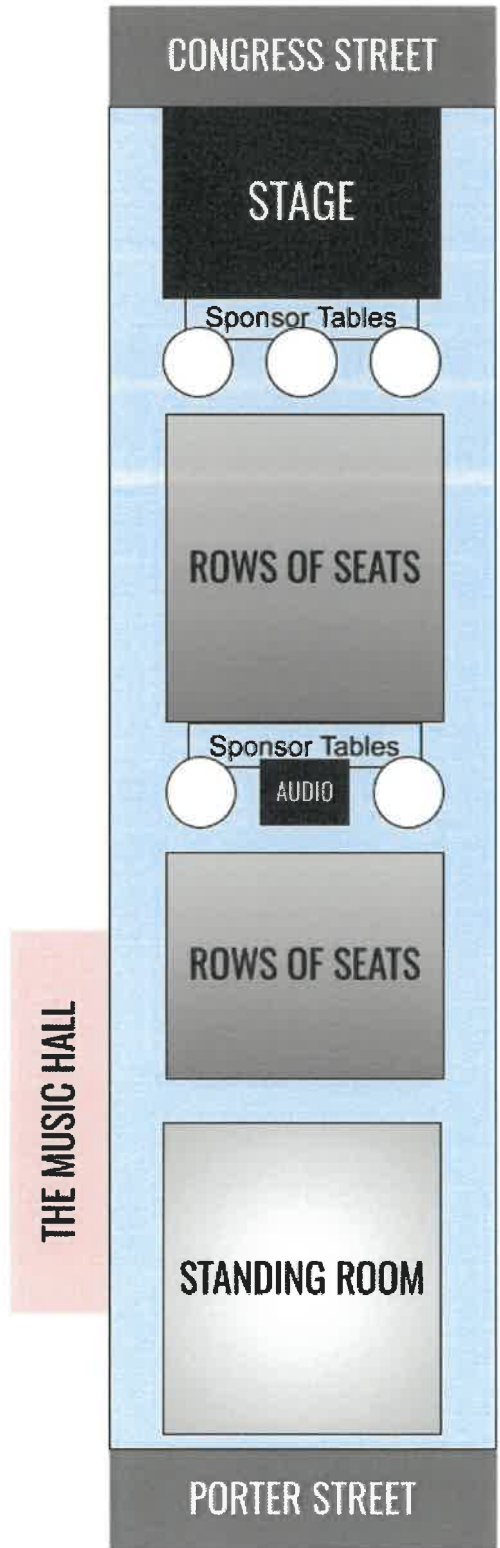 CONGRESS STREET
STAGE
Sponsor Tables
ROWS OF SEATS
Sponsor Tables
AUDIO
ROWS OF SEATS
THE MUSIC HALL
STANDING ROOM
PORTER STREET